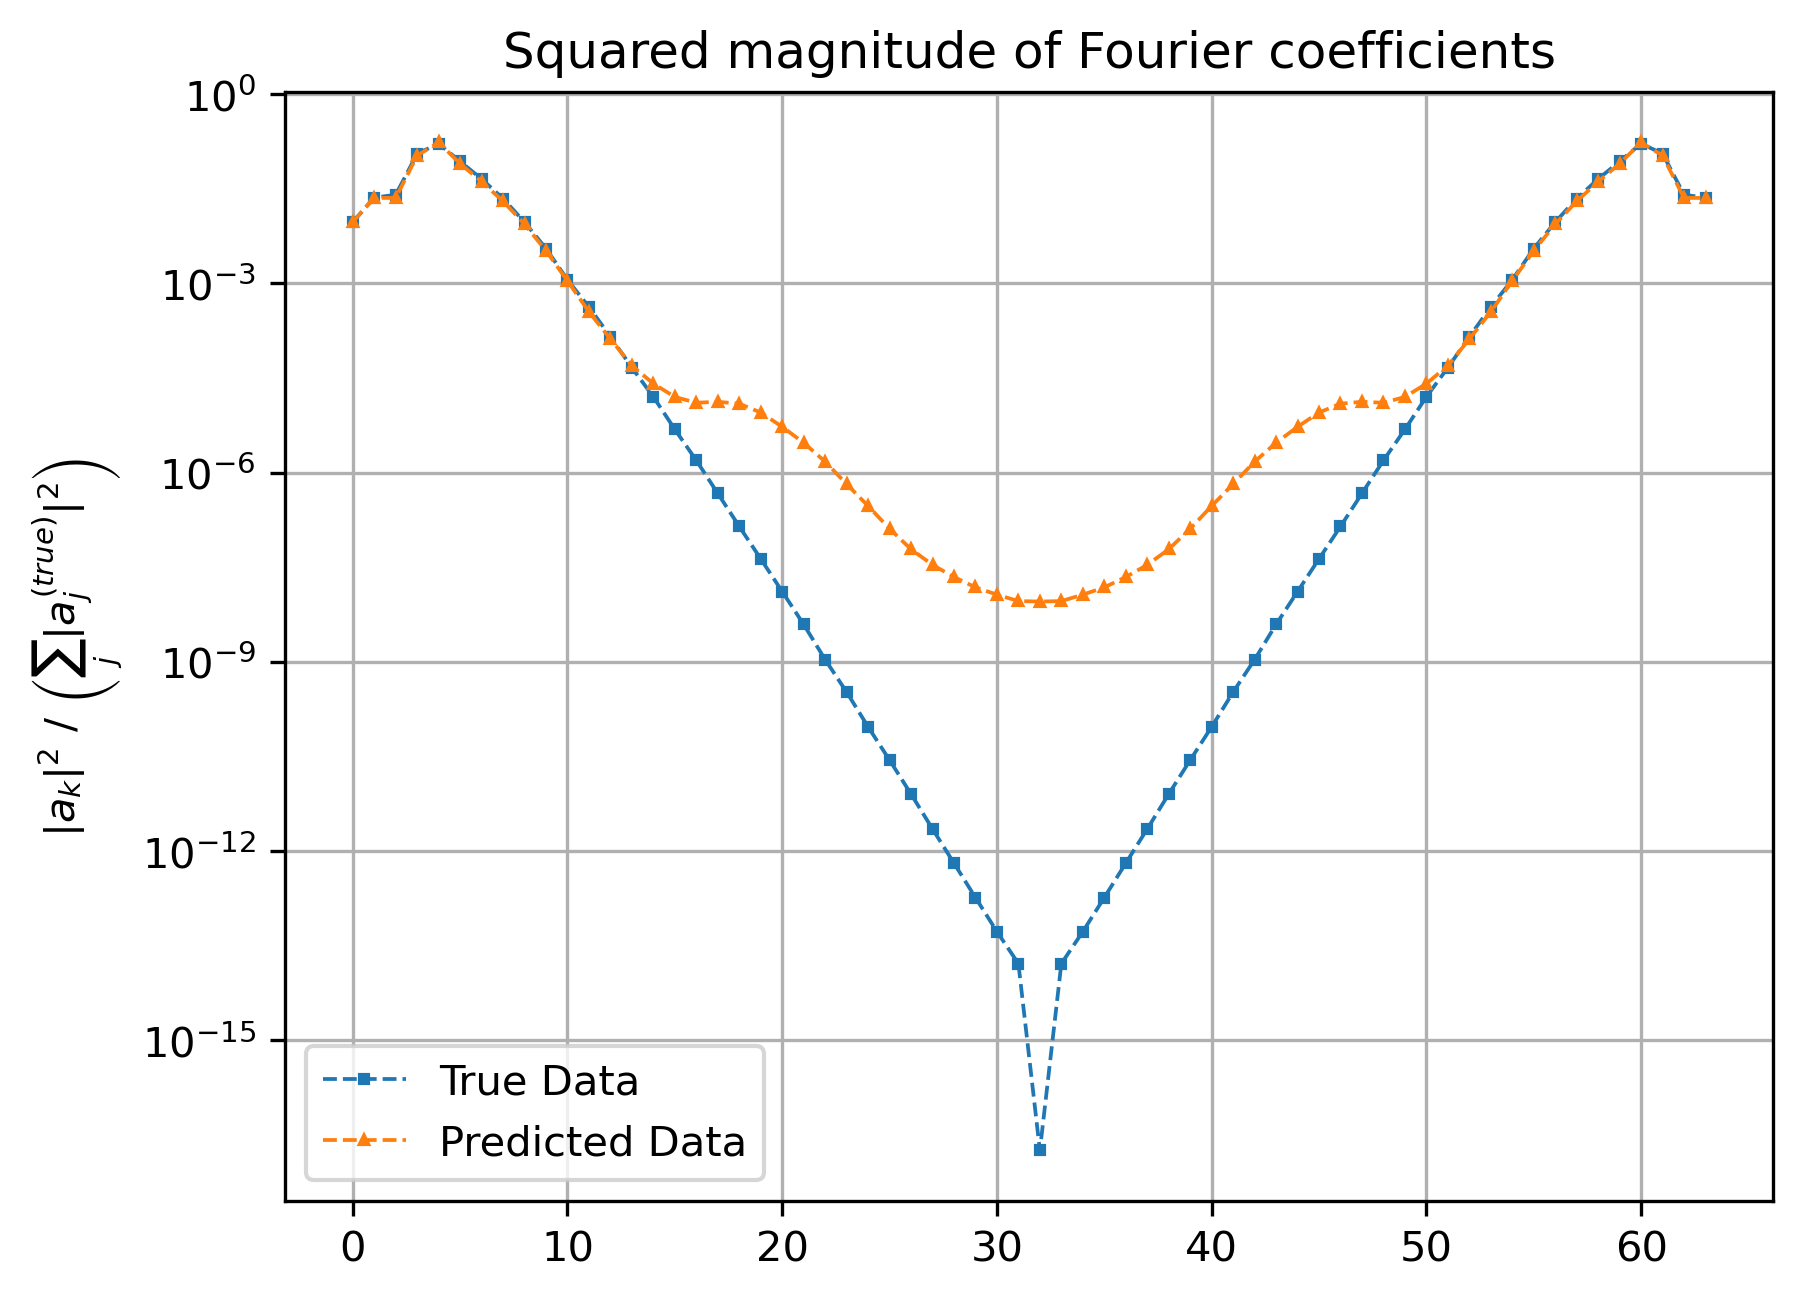 Squared magnitude of Fourier coefficients
|a_k|^2 / (∑_j |a_j^{(true)}|^2)
10^0
10^{-3}
10^{-6}
10^{-9}
10^{-12}
10^{-15}
True Data
Predicted Data
0 10 20 30 40 50 60